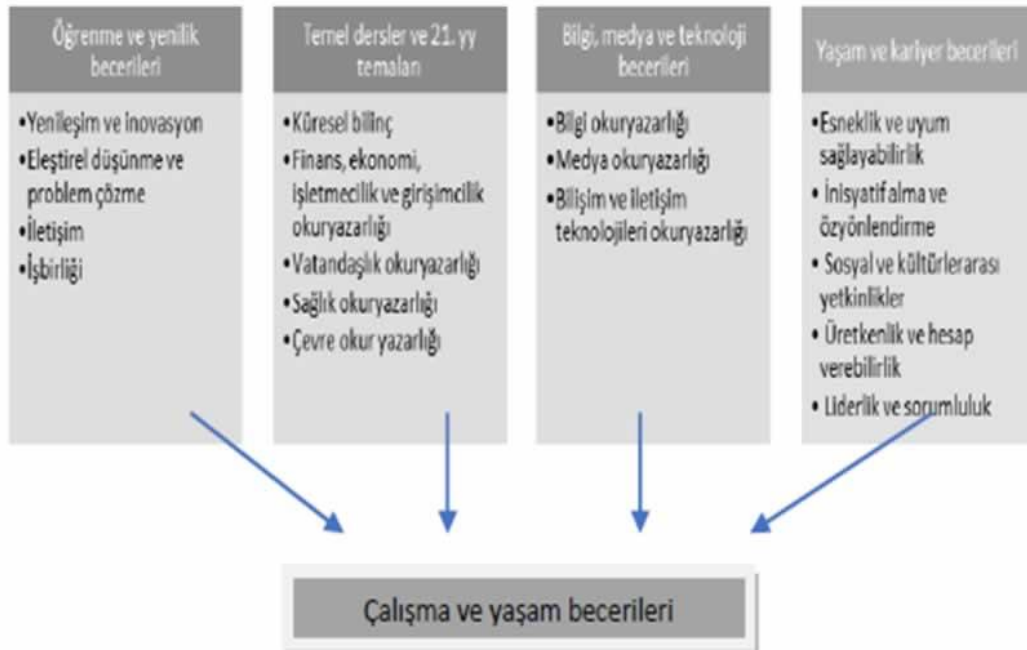 Öğrenme ve yenilik
becerileri
•Yenileşim ve inovasyon
•Eleştirel düşünme ve
problem çözme
•İletişim
•İşbirliği
Temel dersler ve 21. yy
temaları
•Küresel bilinç
•Finans, ekonomi,
işletmecilik ve girişimcilik
okuryazarlığı
•Vatandaşlık okuryazarlığı
•Sağlık okuryazarlığı
•Çevre okur yazarlığı
Bilgi, medya ve teknoloji
becerileri
•Bilgi okuryazarlığı
•Medya okuryazarlığı
•Bilişim ve iletişim
teknolojileri okuryazarlığı
Yaşam ve kariyer becerileri
•Esneklik ve uyum
sağlayabilirlik
• İnisyatif alma ve
özyönlendirme
• Sosyal ve kültürlerarası
yetkinlikler
• Üretkenlik ve hesap
verebilirlik
• Liderlik ve sorumluluk
Çalışma ve yaşam becerileri